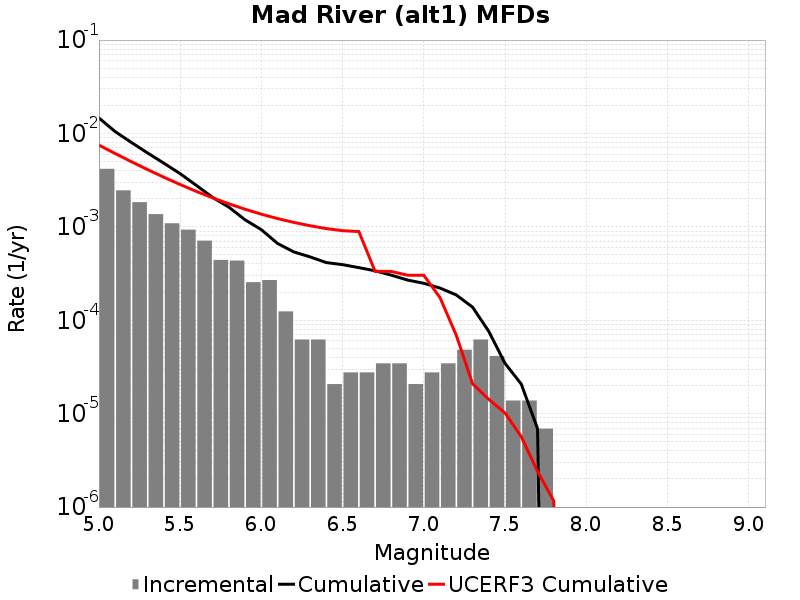 Mad River (alt1) MFDs
10-1
10-2
10-3
10-4
10-5
10-6
Rate (1/yr)
5.0 5.5 6.0 6.5 7.0 7.5 8.0 8.5 9.0
Magnitude
Incremental Cumulative UCERF3 Cumulative